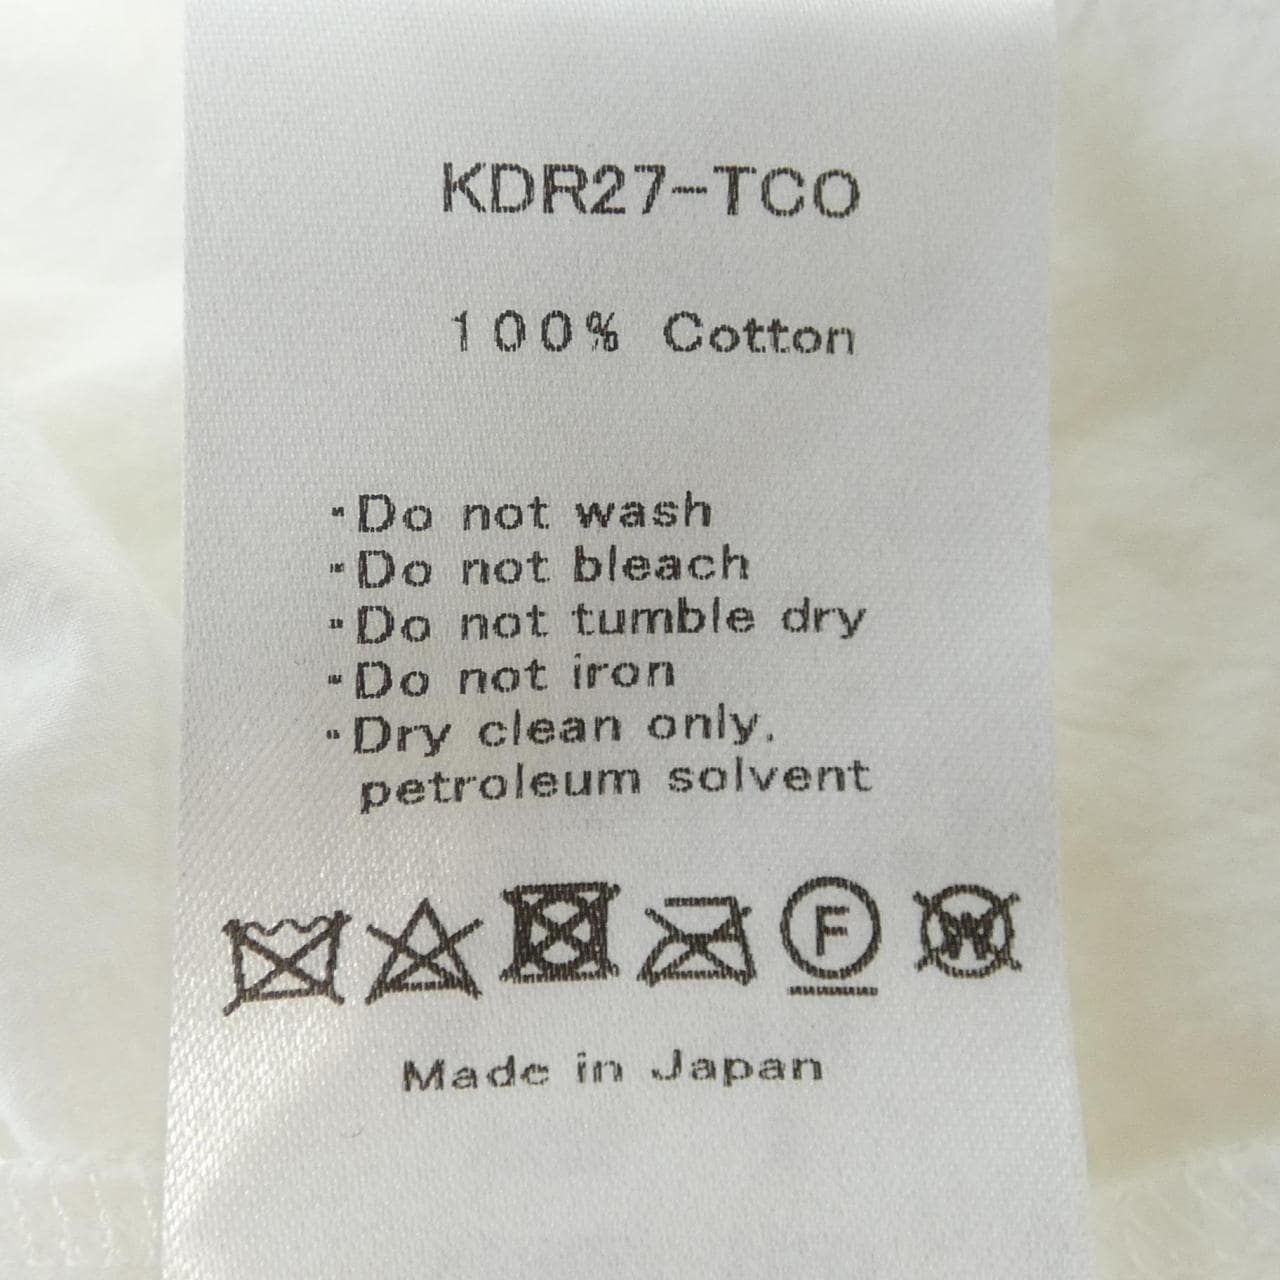 KDR27-TCO
100% Cotton
・Do not wash
・Do not bleach
・Do not tumble dry
・Do not iron
・Dry clean only,
petroleum solvent
F W
Made in Japan